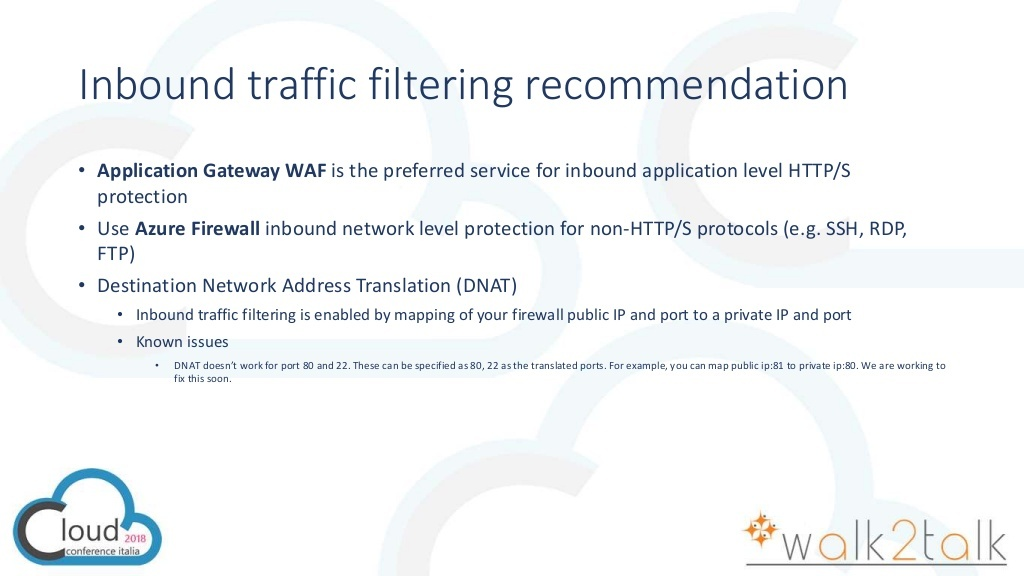 Inbound traffic filtering recommendation
• Application Gateway WAF is the preferred service for inbound application level HTTP/S
protection
• Use Azure Firewall inbound network level protection for non-HTTP/S protocols (e.g. SSH, RDP,
FTP)
• Destination Network Address Translation (DNAT)
• Inbound traffic filtering is enabled by mapping of your firewall public IP and port to a private IP and port
• Known issues
• DNAT doesn’t work for port 80 and 22. These can be specified as 80, 22 as the translated ports. For example, you can map public ip:81 to private ip:80. We are working to
fix this soon.
Cloud 2018
conference italia
walk2talk